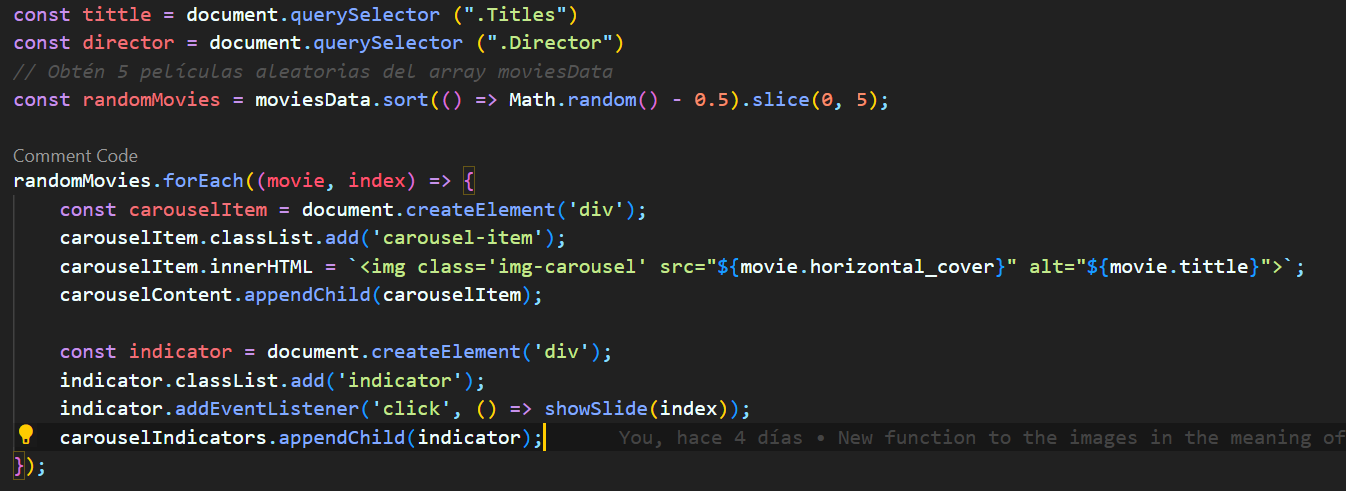 const tittle = document.querySelector (".Titles")
const director = document.querySelector (".Director")
// Obtén 5 películas aleatorias del array moviesData
const randomMovies = moviesData.sort(() => Math.random() - 0.5).slice(0, 5);
Comment Code
randomMovies.forEach((movie, index) => {
    const carouselItem = document.createElement('div');
    carouselItem.classList.add('carousel-item');
    carouselItem.innerHTML = `<img class='img-carousel' src="${movie.horizontal_cover}" alt="${movie.tittle}">`;
    carouselContent.appendChild(carouselItem);
    const indicator = document.createElement('div');
    indicator.classList.add('indicator');
    indicator.addEventListener('click', () => showSlide(index));
    carouselIndicators.appendChild(indicator); You, hace 4 días • New function to the images in the meaning of
});